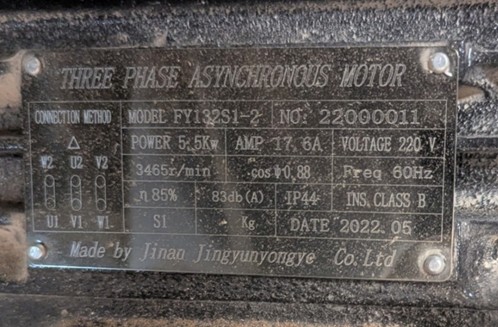 THREE PHASE ASYNCHRONOUS MOTOR
CONNECTION METHOD
△
W2 U2 V2
U1 V1 W1
MODEL FY132S1-2 NO. 22000011
POWER 5.5Kw AMP 17.6A VOLTAGE 220 V
3465r/min cosψ0.88 Freq 60Hz
η 85% 83db(A) IP44 INS.CLASS B
S1 Kg DATE 2022.05
Made by Jinan Jingyunyongye Co.Ltd